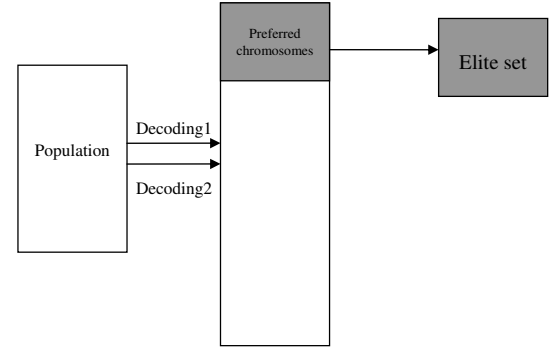 Preferred
chromosomes
Elite set
Decoding1
Population
Decoding2